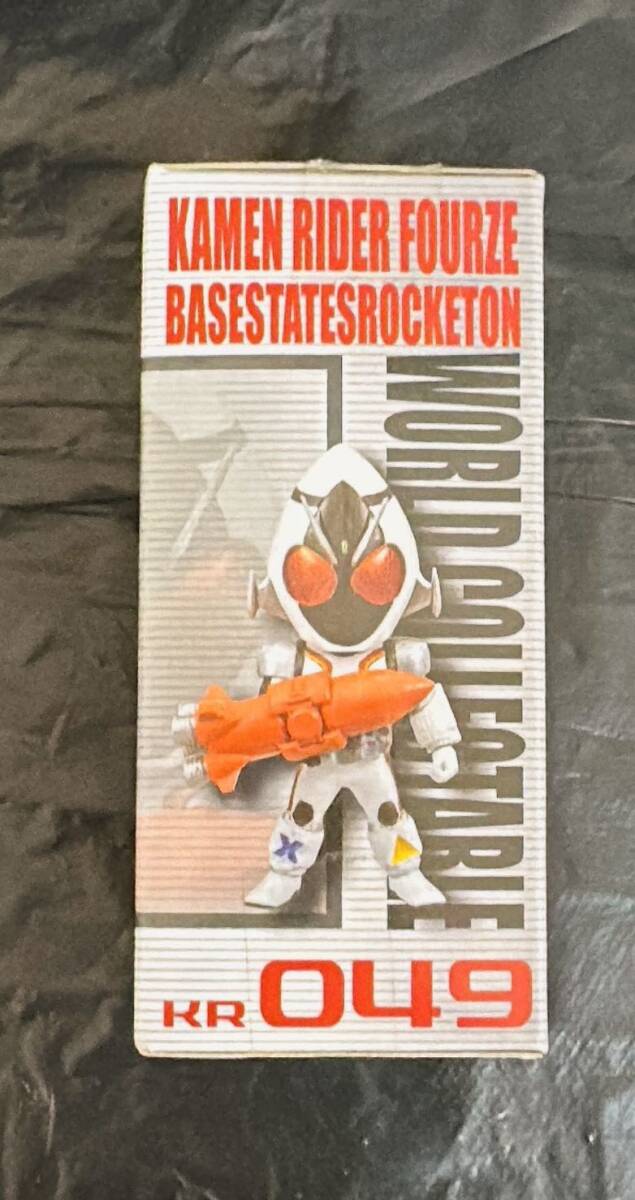 KAMEN RIDER FOURZE
BASESTATESROCKETON
WORLD COLLECTABLE
KR 049